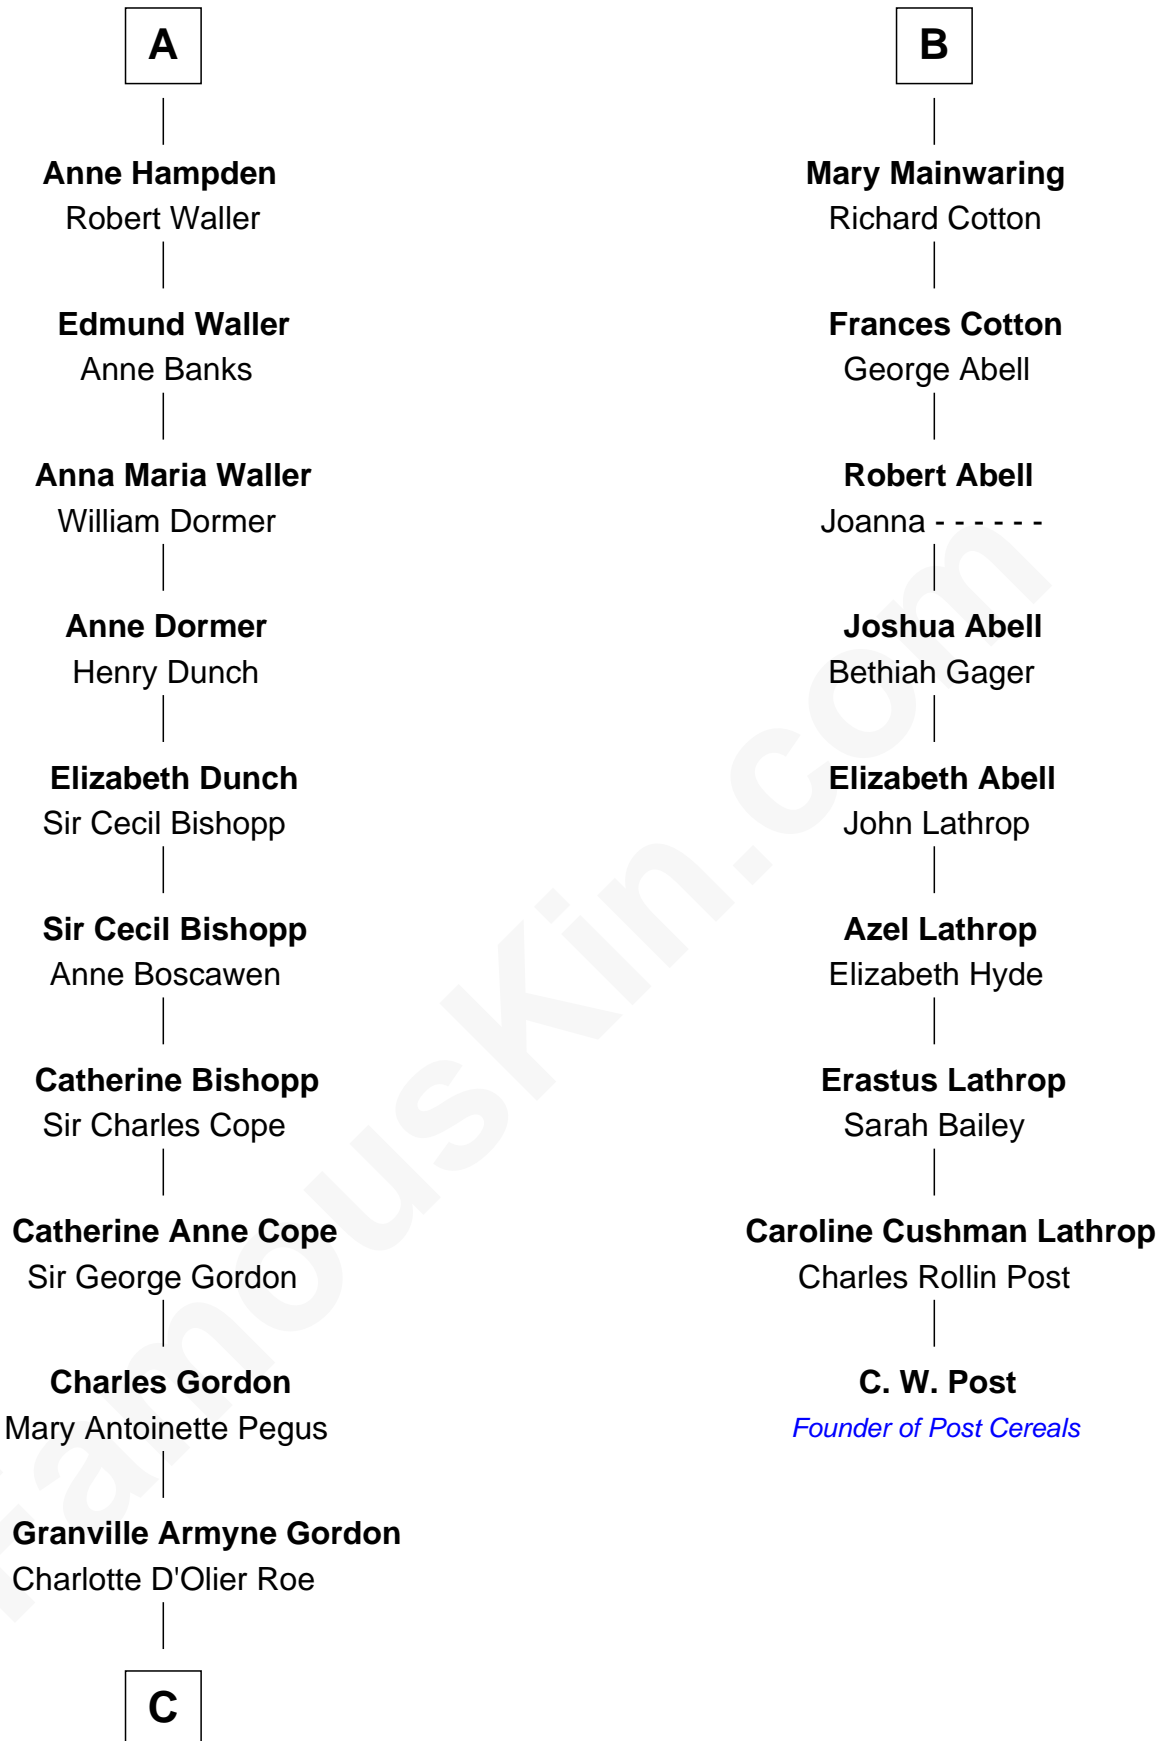 A
Anne Hampden
Robert Waller
Edmund Waller
Anne Banks
Anna Maria Waller
William Dormer
Anne Dormer
Henry Dunch
Elizabeth Dunch
Sir Cecil Bishopp
Sir Cecil Bishopp
Anne Boscawen
Catherine Bishopp
Sir Charles Cope
Catherine Anne Cope
Sir George Gordon
Charles Gordon
Mary Antoinette Pegus
Granville Armyne Gordon
Charlotte D'Olier Roe
C
B
Mary Mainwaring
Richard Cotton
Frances Cotton
George Abell
Robert Abell
Joanna - - - - - -
Joshua Abell
Bethiah Gager
Elizabeth Abell
John Lathrop
Azel Lathrop
Elizabeth Hyde
Erastus Lathrop
Sarah Bailey
Caroline Cushman Lathrop
Charles Rollin Post
C. W. Post
Founder of Post Cereals
FamousKin.com